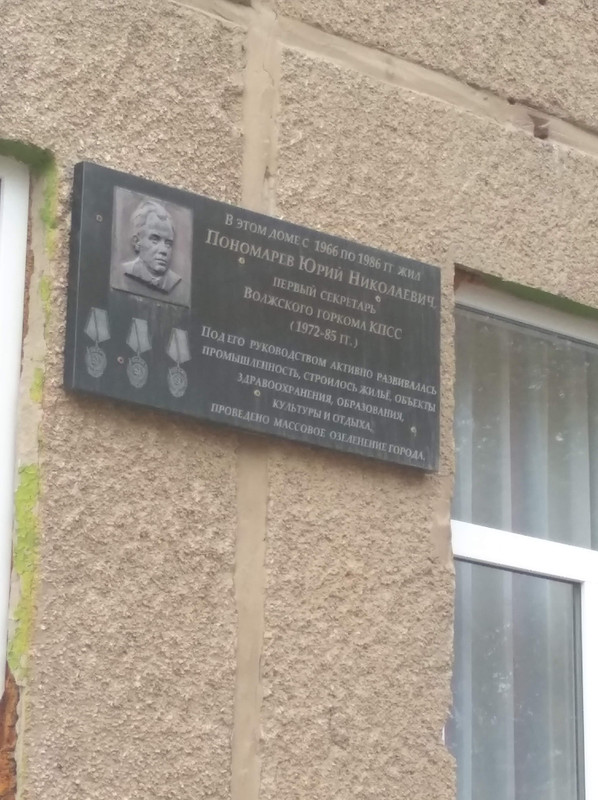 В ЭТОМ ДОМЕ С 1966 ПО 1986 ГГ. ЖИЛ
ПОНОМАРЕВ ЮРИЙ НИКОЛАЕВИЧ,
ПЕРВЫЙ СЕКРЕТАРЬ
ВОЛЖСКОГО ГОРКОМА КПСС
(1972-85 ГГ.)
ПОД ЕГО РУКОВОДСТВОМ АКТИВНО РАЗВИВАЛАСЬ
ПРОМЫШЛЕННОСТЬ, СТРОИЛОСЬ ЖИЛЬЁ, ОБЪЕКТЫ
ЗДРАВООХРАНЕНИЯ, ОБРАЗОВАНИЯ,
КУЛЬТУРЫ И ОТДЫХА,
ПРОВЕДЕНО МАССОВОЕ ОЗЕЛЕНЕНИЕ ГОРОДА.